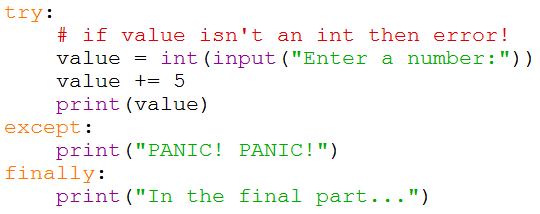 try:
    # if value isn't an int then error!
    value = int(input("Enter a number:"))
    value += 5
    print(value)
except:
    print("PANIC! PANIC!")
finally:
    print("In the final part...")